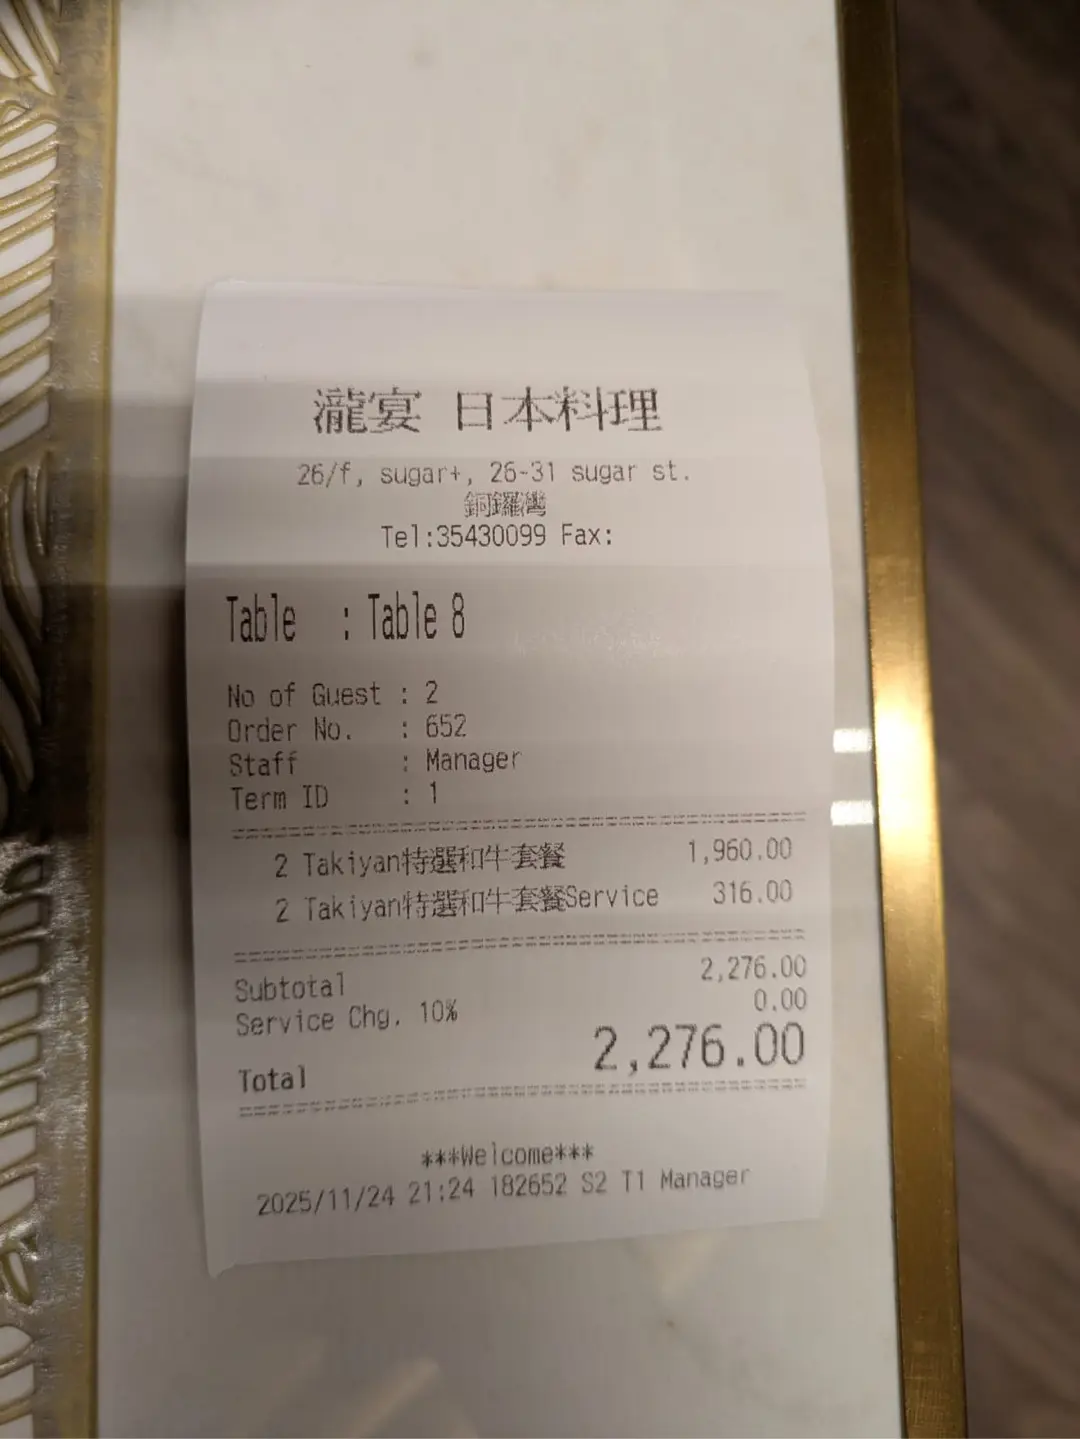 瀧宴 日本料理
26/f, sugar+, 26-31 sugar st.
銅鑼灣
Tel:35430099 Fax:
Table : Table 8
No of Guest : 2
Order No. : 652
Staff : Manager
Term ID : 1
2 Takiyan特選和牛套餐 1,960.00
2 Takiyan特選和牛套餐Service 316.00
Subtotal 2,276.00
Service Chg. 10% 0.00
Total 2,276.00
***Welcome***
2025/11/24 21:24 182652 S2 T1 Manager